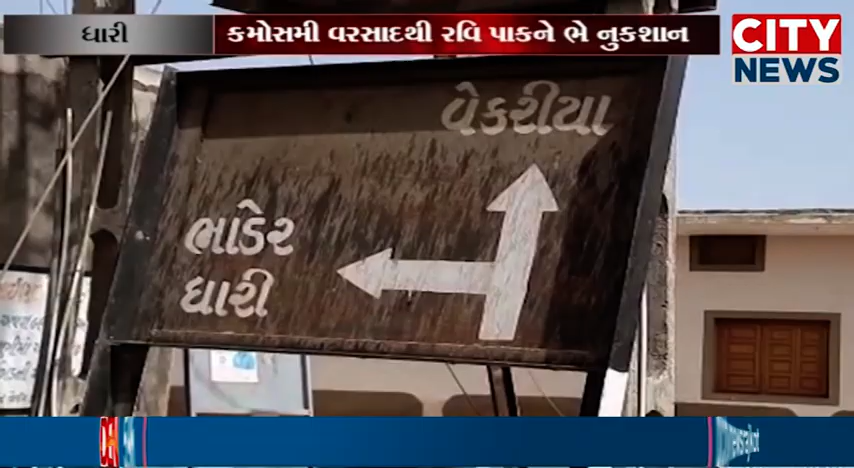 ધારી
કમોસમી વરસાદથી રવિ પાકને ભે નુકશાન
CITY
NEWS
વેકરીયા
ભાડેર
ધારી